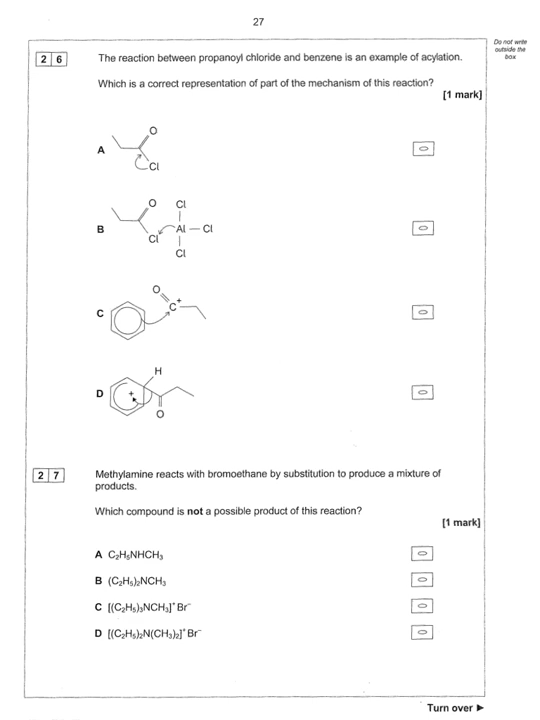 27
Do not write
outside the
box
2 6 The reaction between propanoyl chloride and benzene is an example of acylation.
Which is a correct representation of part of the mechanism of this reaction?
[1 mark]
O
A
Cl
O Cl
B Al — Cl
Cl
Cl
O
C C +
H
D +
O
2 7 Methylamine reacts with bromoethane by substitution to produce a mixture of
products.
Which compound is not a possible product of this reaction?
[1 mark]
A C₂H₅NHCH₃
B (C₂H₅)₂NCH₃
C [(C₂H₅)₃NCH₃]⁺ Br⁻
D [(C₂H₅)₂N(CH₃)₂]⁺ Br⁻
Turn over ►